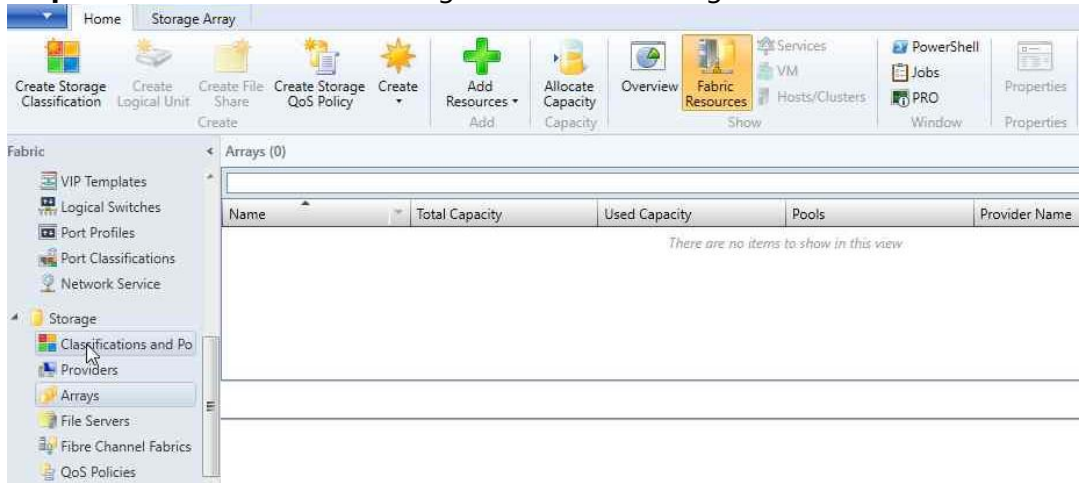 Home Storage Array
Create Storage Classification
Create Logical Unit
Create File Share
Create Storage QoS Policy
Create
Add Resources
Allocate Capacity
Overview
Fabric Resources
Services
VM
Hosts/Clusters
PowerShell
Jobs
PRO
Properties
Create Add Capacity Show Window Properties
Fabric
Arrays (0)
VIP Templates
Logical Switches
Port Profiles
Port Classifications
Network Service
Storage
Classifications and Po
Providers
Arrays
File Servers
Fibre Channel Fabrics
QoS Policies
Name Total Capacity Used Capacity Pools Provider Name
There are no items to show in this view